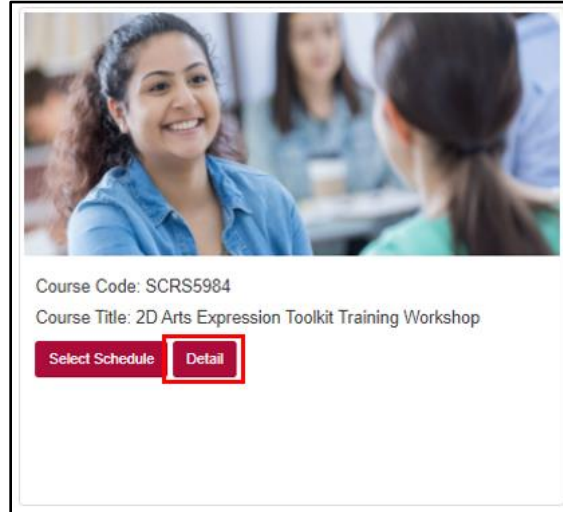 Course Code: SCRS5984
Course Title: 2D Arts Expression Toolkit Training Workshop
Select Schedule Detail